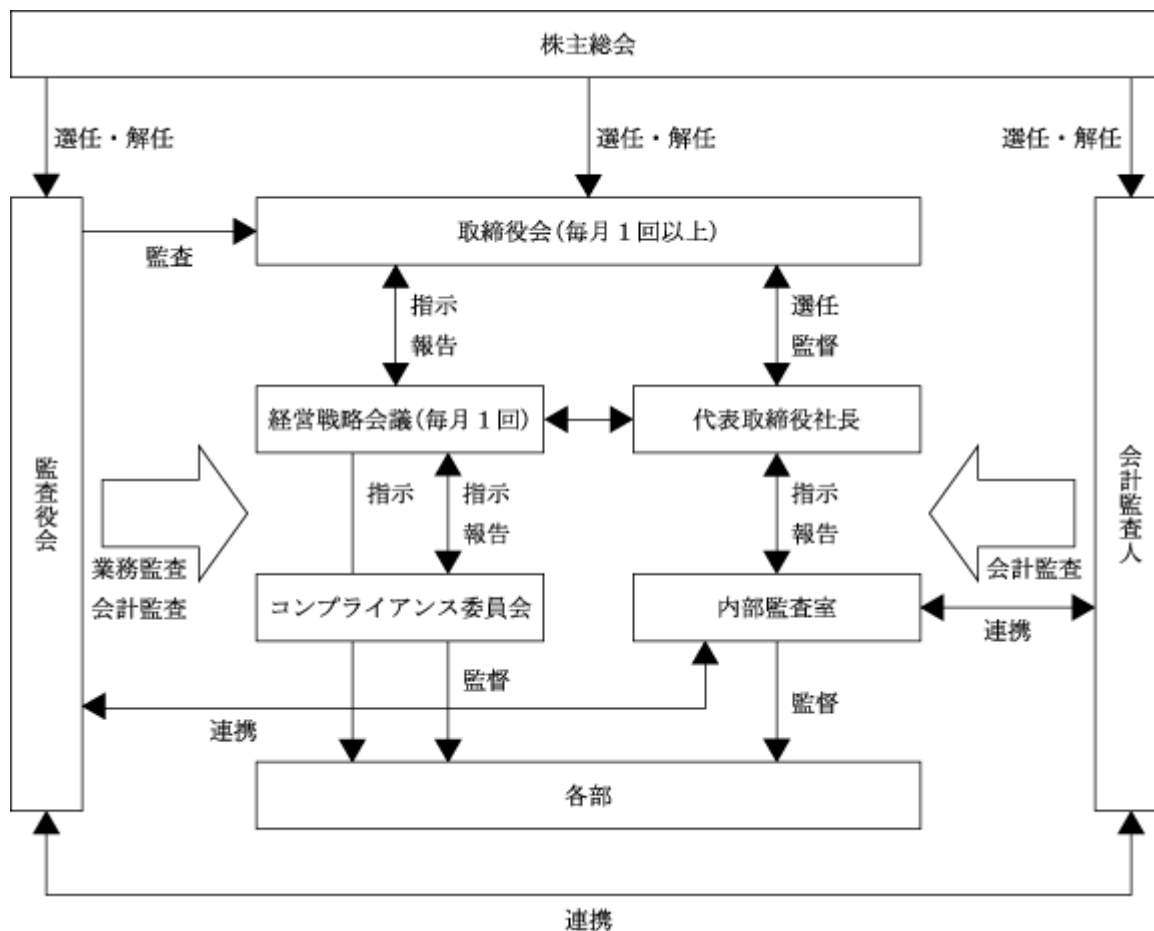 株主総会
選任・解任
選任・解任
選任・解任
取締役会(毎月1回以上)
監査
指示
報告
選任
監督
経営戦略会議(毎月1回)
代表取締役社長
監査役会
会計監査人
指示
指示
報告
指示
報告
業務監査
会計監査
会計監査
コンプライアンス委員会
内部監査室
連携
監督
監督
連携
各部
連携